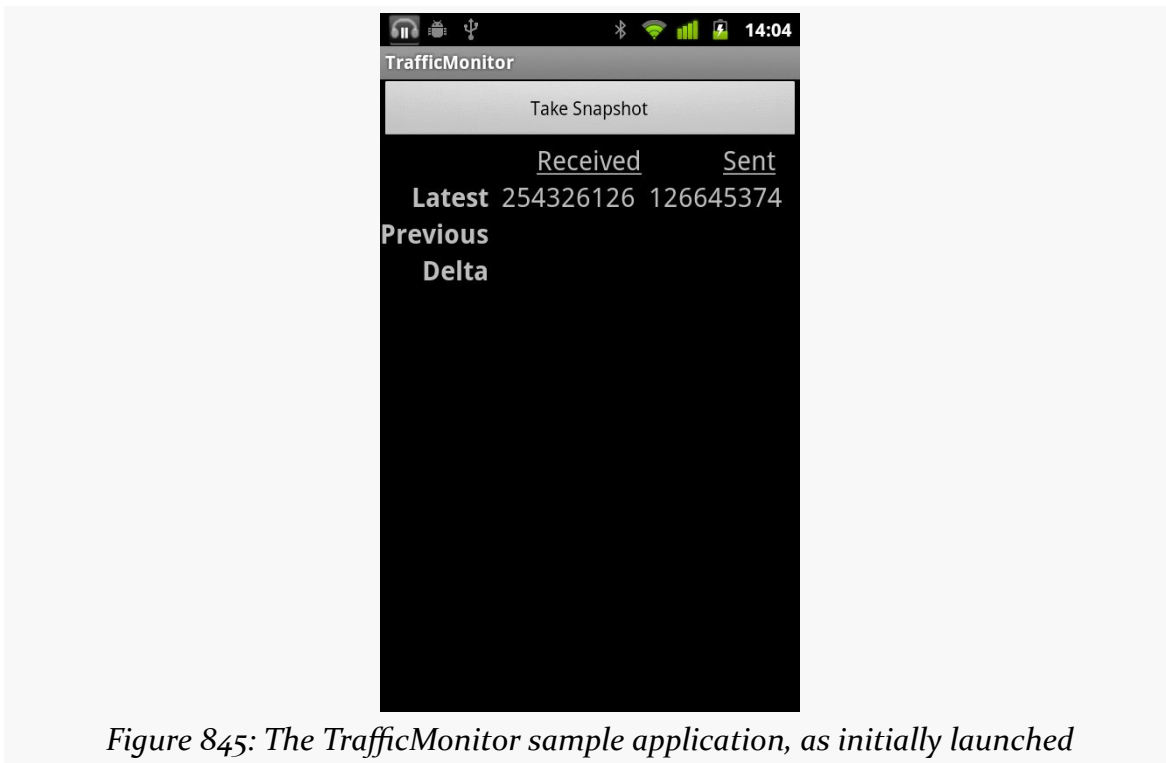 14:04
TrafficMonitor
Take Snapshot
Received Sent
Latest 254326126 126645374
Previous
Delta
Figure 845: The TrafficMonitor sample application, as initially launched